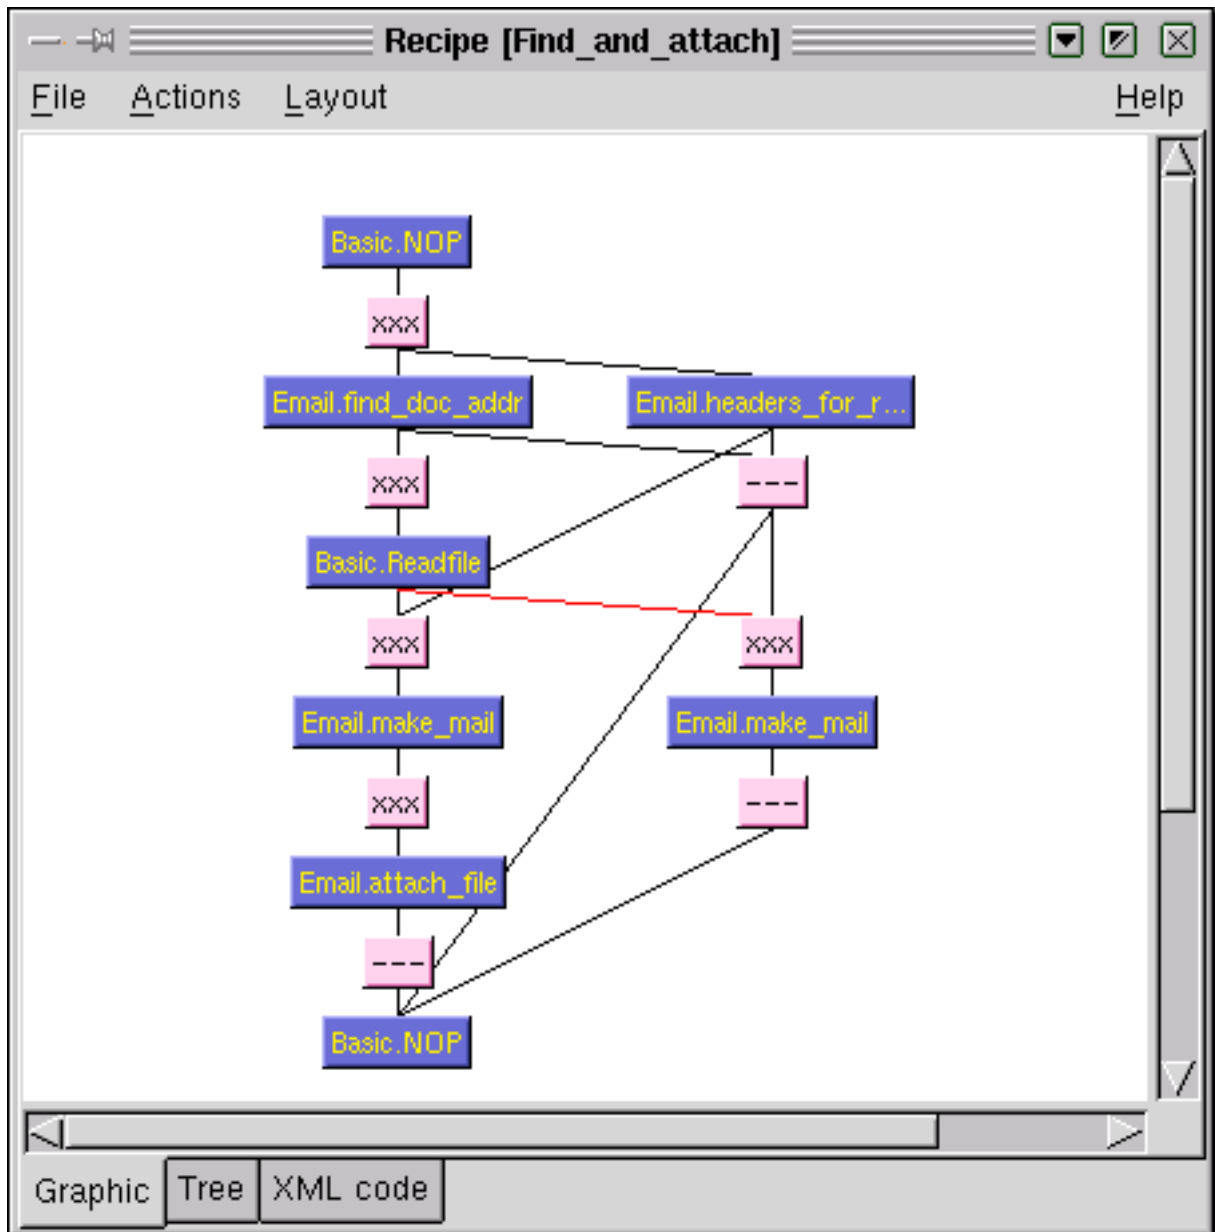 Recipe [Find_and_attach]
File Actions Layout Help
Basic.NOP
xxx
Email.find_doc_addr Email.headers_for_r...
xxx ---
Basic.Readfile
xxx xxx
Email.make_mail Email.make_mail
xxx ---
Email.attach_file
---
Basic.NOP
Graphic Tree XML code